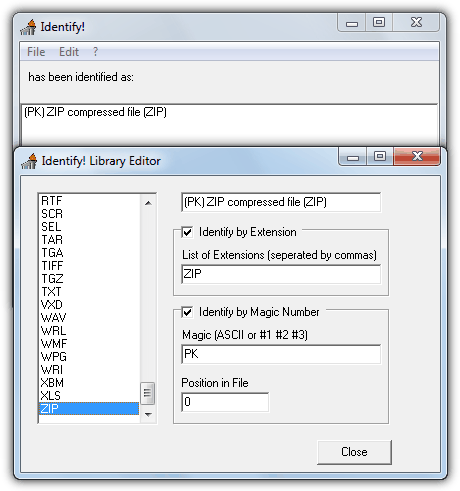 Identify!
File Edit ?
has been identified as:
(PK) ZIP compressed file (ZIP)
Identify! Library Editor
RTF
SCR
SEL
TAR
TGA
TIFF
TGZ
TXT
VXD
WAV
WRL
WMF
WPG
WRI
XBM
XLS
ZIP
(PK) ZIP compressed file (ZIP)
Identify by Extension
List of Extensions (seperated by commas)
ZIP
Identify by Magic Number
Magic (ASCII or #1 #2 #3)
PK
Position in File
0
Close